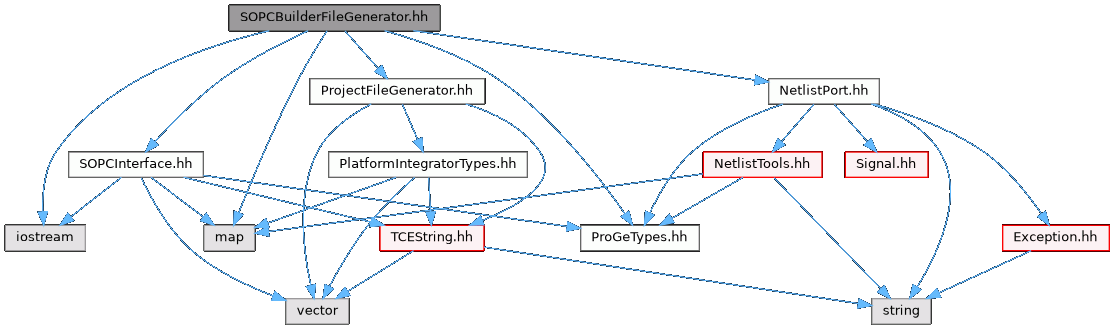 SOPCBuilderFileGenerator.hh
ProjectFileGenerator.hh
NetlistPort.hh
SOPCInterface.hh
PlatformIntegratorTypes.hh
NetlistTools.hh
Signal.hh
iostream
map
TCEString.hh
ProGeTypes.hh
Exception.hh
vector
string